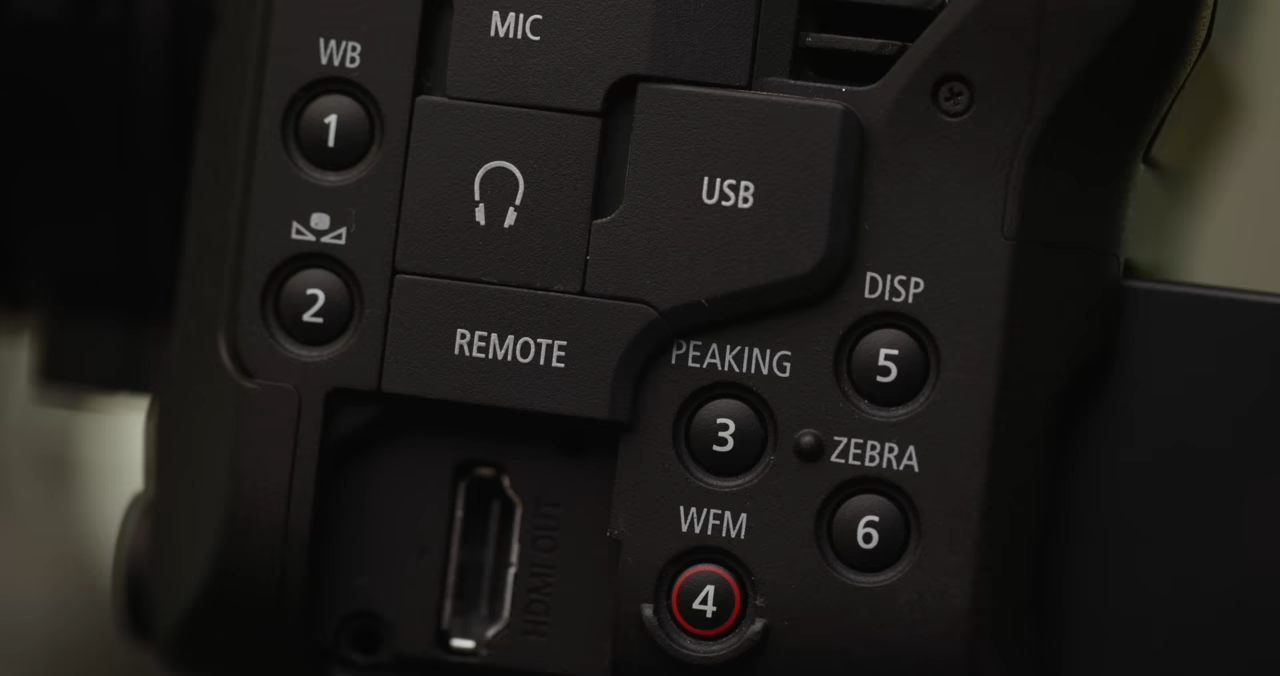 MIC
WB
1
USB
2
DISP
REMOTE
PEAKING
5
3
ZEBRA
WFM
6
HDMI OUT
4